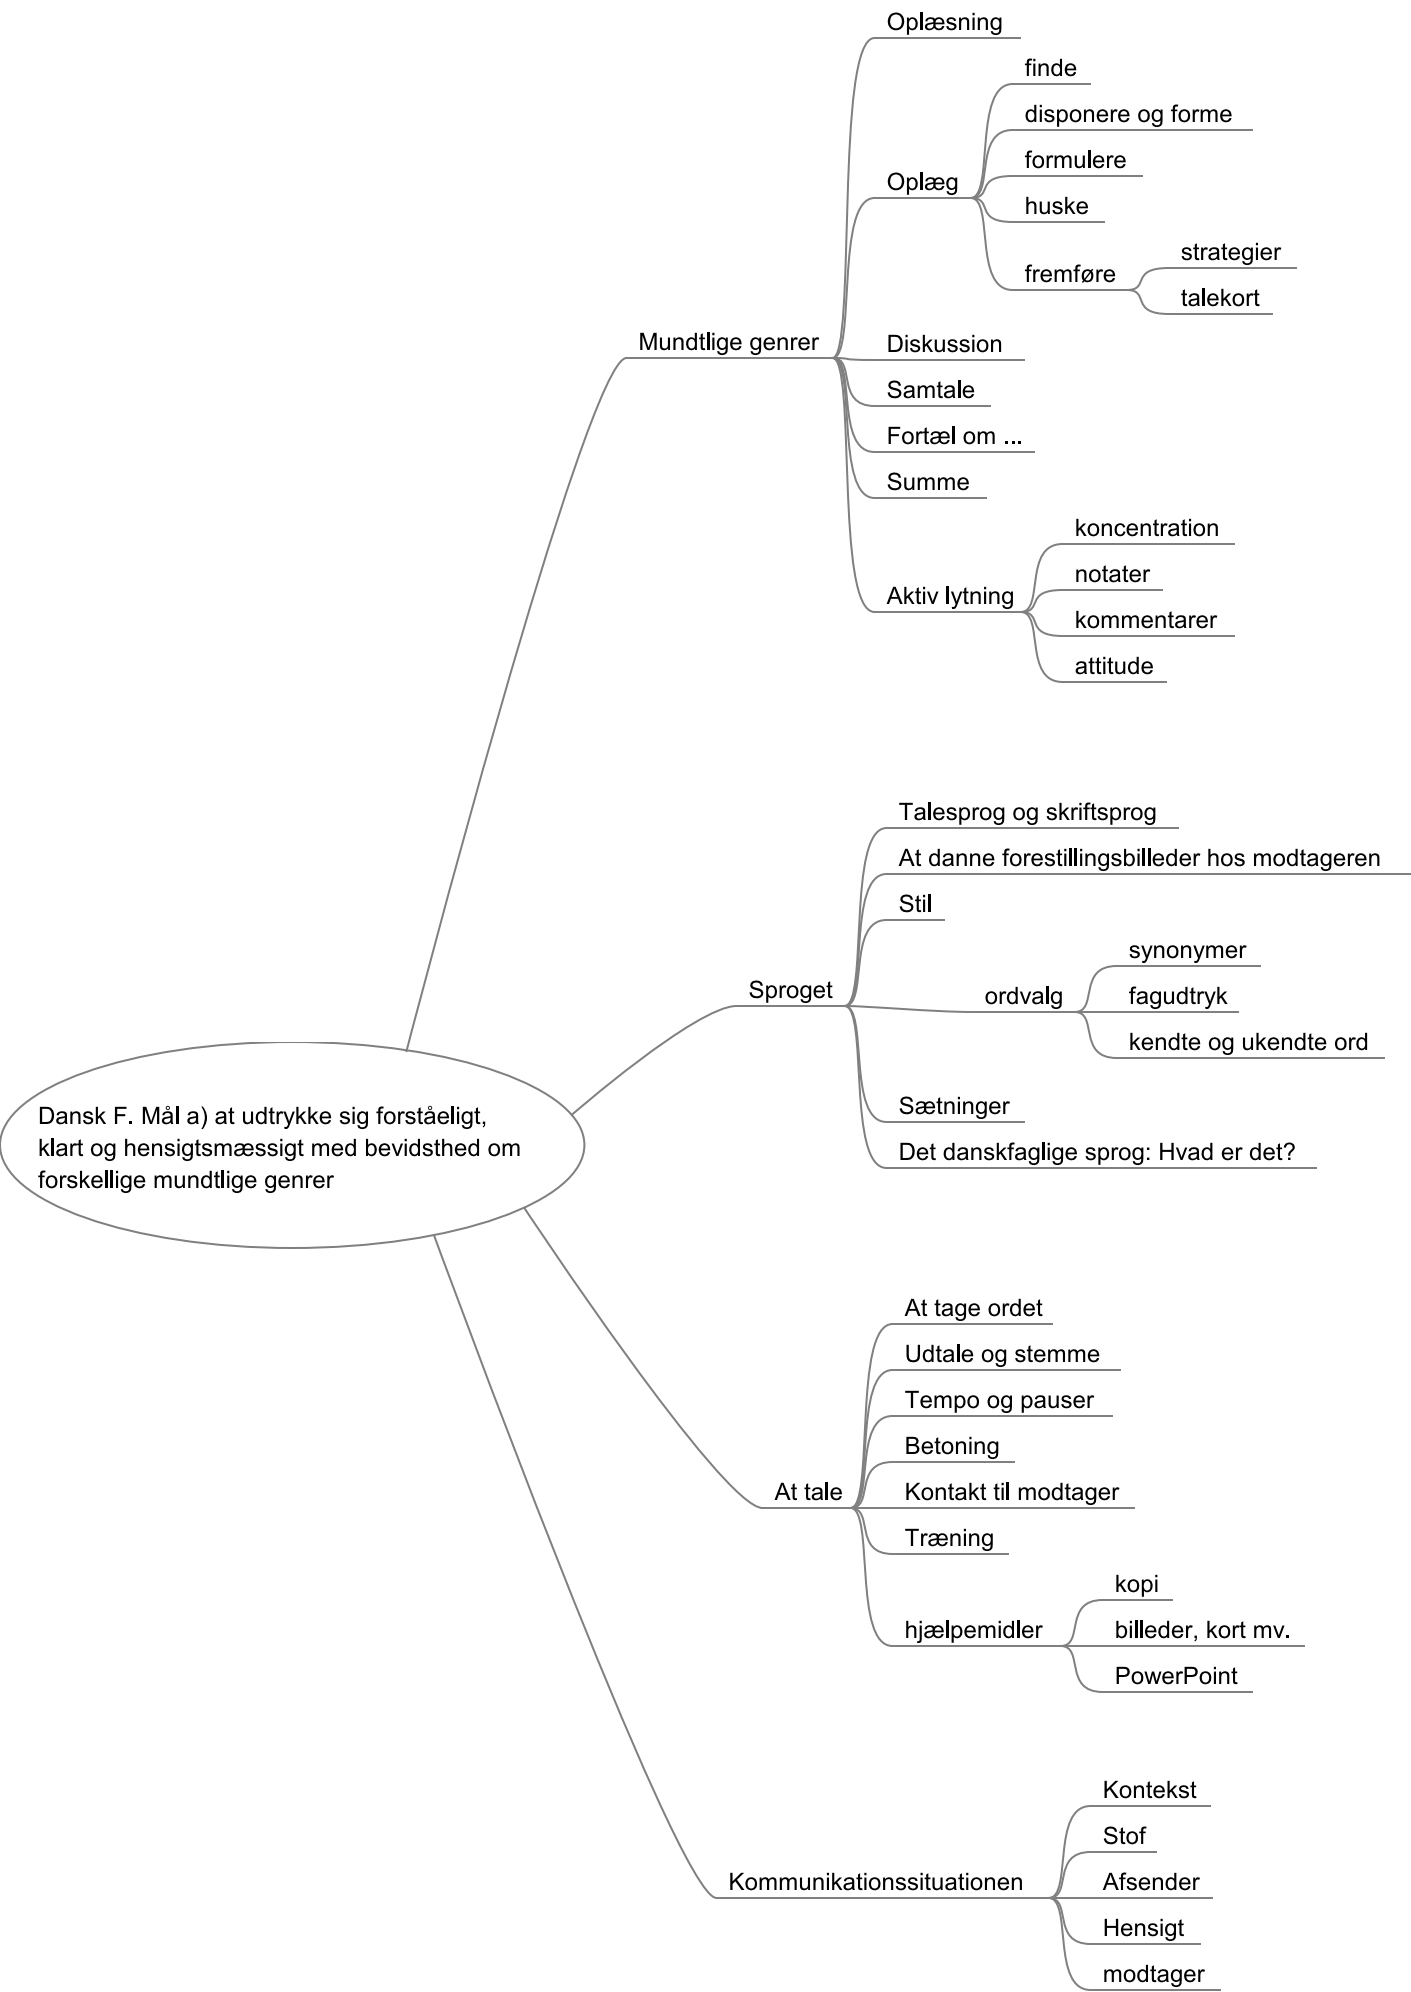 Oplæsning
finde
disponere og forme
formulere
Oplæg
huske
strategier
fremføre
talekort
Mundtlige genrer
Diskussion
Samtale
Fortæl om ...
Summe
koncentration
notater
Aktiv lytning
kommentarer
attitude
Talesprog og skriftsprog
At danne forestillingsbilleder hos modtageren
Stil
synonymer
Sproget
ordvalg
fagudtryk
kendte og ukendte ord
Sætninger
Det danskfaglige sprog: Hvad er det?
Dansk F. Mål a) at udtrykke sig forståeligt,
klart og hensigtsmæssigt med bevidsthed om
forskellige mundtlige genrer
At tage ordet
Udtale og stemme
Tempo og pauser
Betoning
At tale
Kontakt til modtager
Træning
kopi
hjælpemidler
billeder, kort mv.
PowerPoint
Kontekst
Stof
Kommunikationssituationen
Afsender
Hensigt
modtager